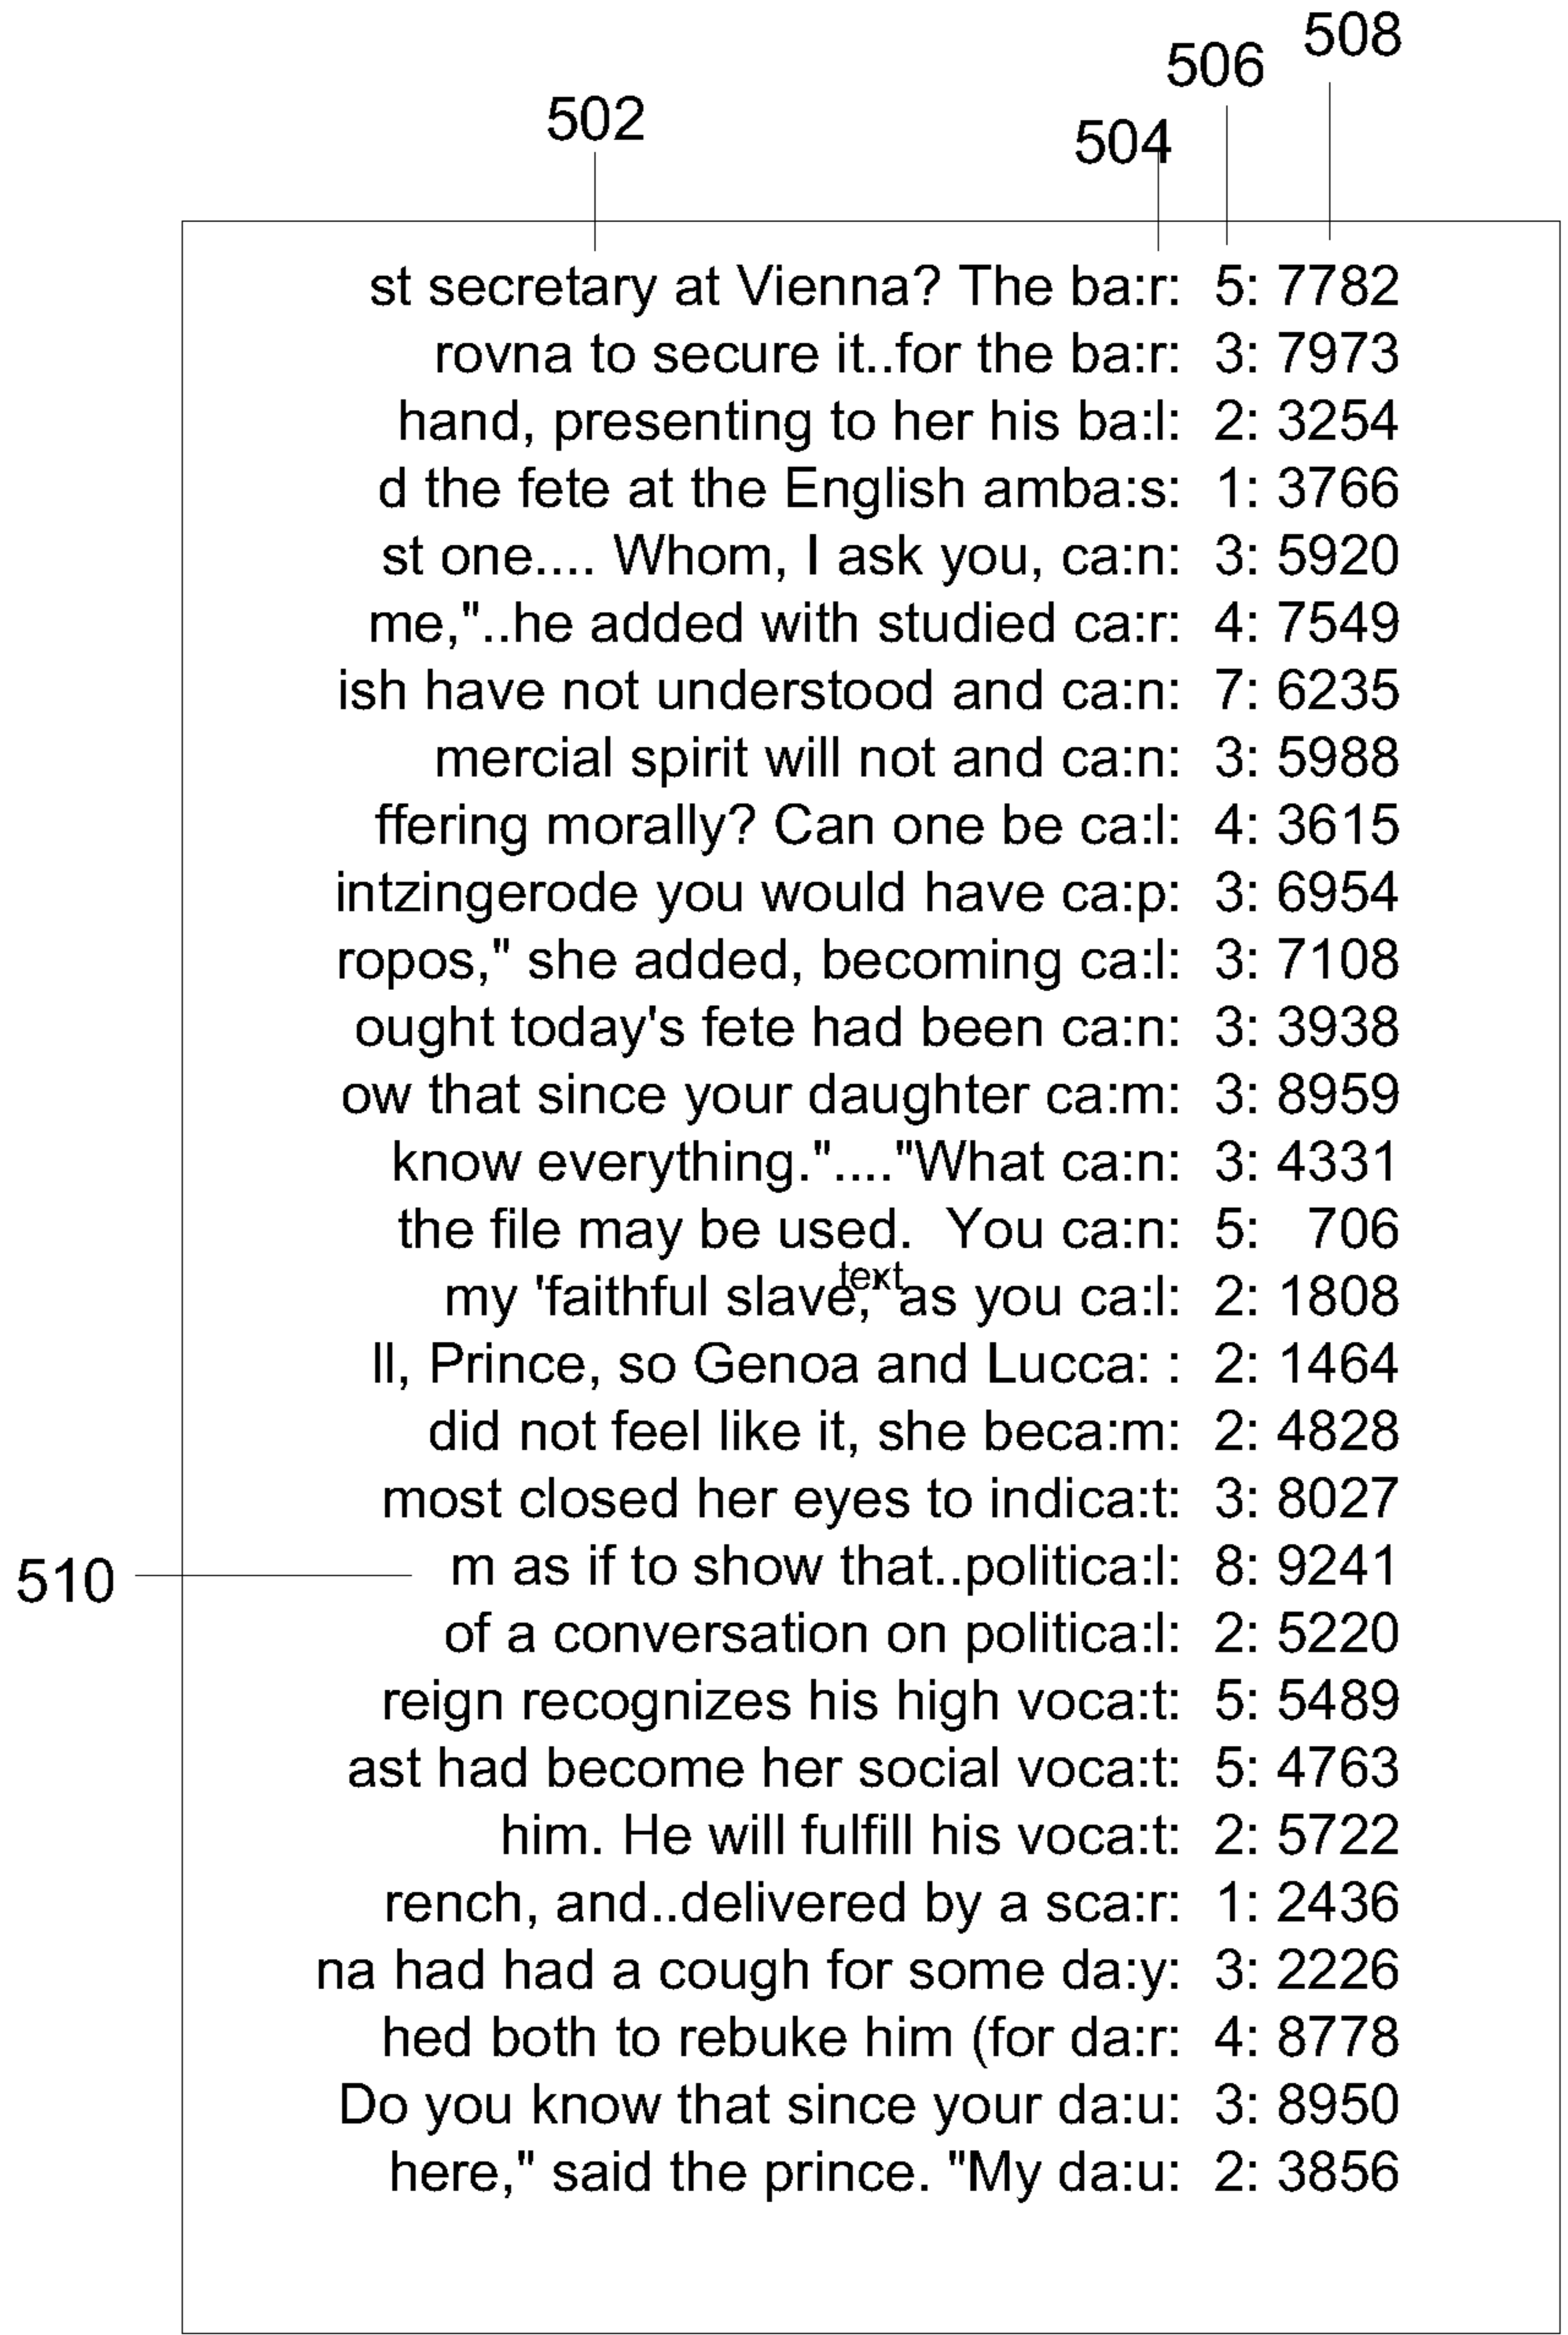 508
506
502
504
st secretary at Vienna? The ba:r: 5: 7782
rovna to secure it..for the ba:r: 3: 7973
hand, presenting to her his ba:l: 2: 3254
d the fete at the English amba:s: 1: 3766
st one.... Whom, I ask you, ca:n: 3: 5920
me,"..he added with studied ca:r: 4: 7549
ish have not understood and ca:n: 7: 6235
mercial spirit will not and ca:n: 3: 5988
ffering morally? Can one be ca:l: 4: 3615
intzingerode you would have ca:p: 3: 6954
ropos," she added, becoming ca:l: 3: 7108
ought today's fete had been ca:n: 3: 3938
ow that since your daughter ca:m: 3: 8959
know everything."...."What ca:n: 3: 4331
the file may be used.  You ca:n: 5: 706
text
my 'faithful slave,' as you ca:l: 2: 1808
ll, Prince, so Genoa and Lucca: : 2: 1464
did not feel like it, she beca:m: 2: 4828
most closed her eyes to indica:t: 3: 8027
510 m as if to show that..politica:l: 8: 9241
of a conversation on politica:l: 2: 5220
reign recognizes his high voca:t: 5: 5489
ast had become her social voca:t: 5: 4763
him. He will fulfill his voca:t: 2: 5722
rench, and..delivered by a sca:r: 1: 2436
na had had a cough for some da:y: 3: 2226
hed both to rebuke him (for da:r: 4: 8778
Do you know that since your da:u: 3: 8950
here," said the prince. "My da:u: 2: 3856